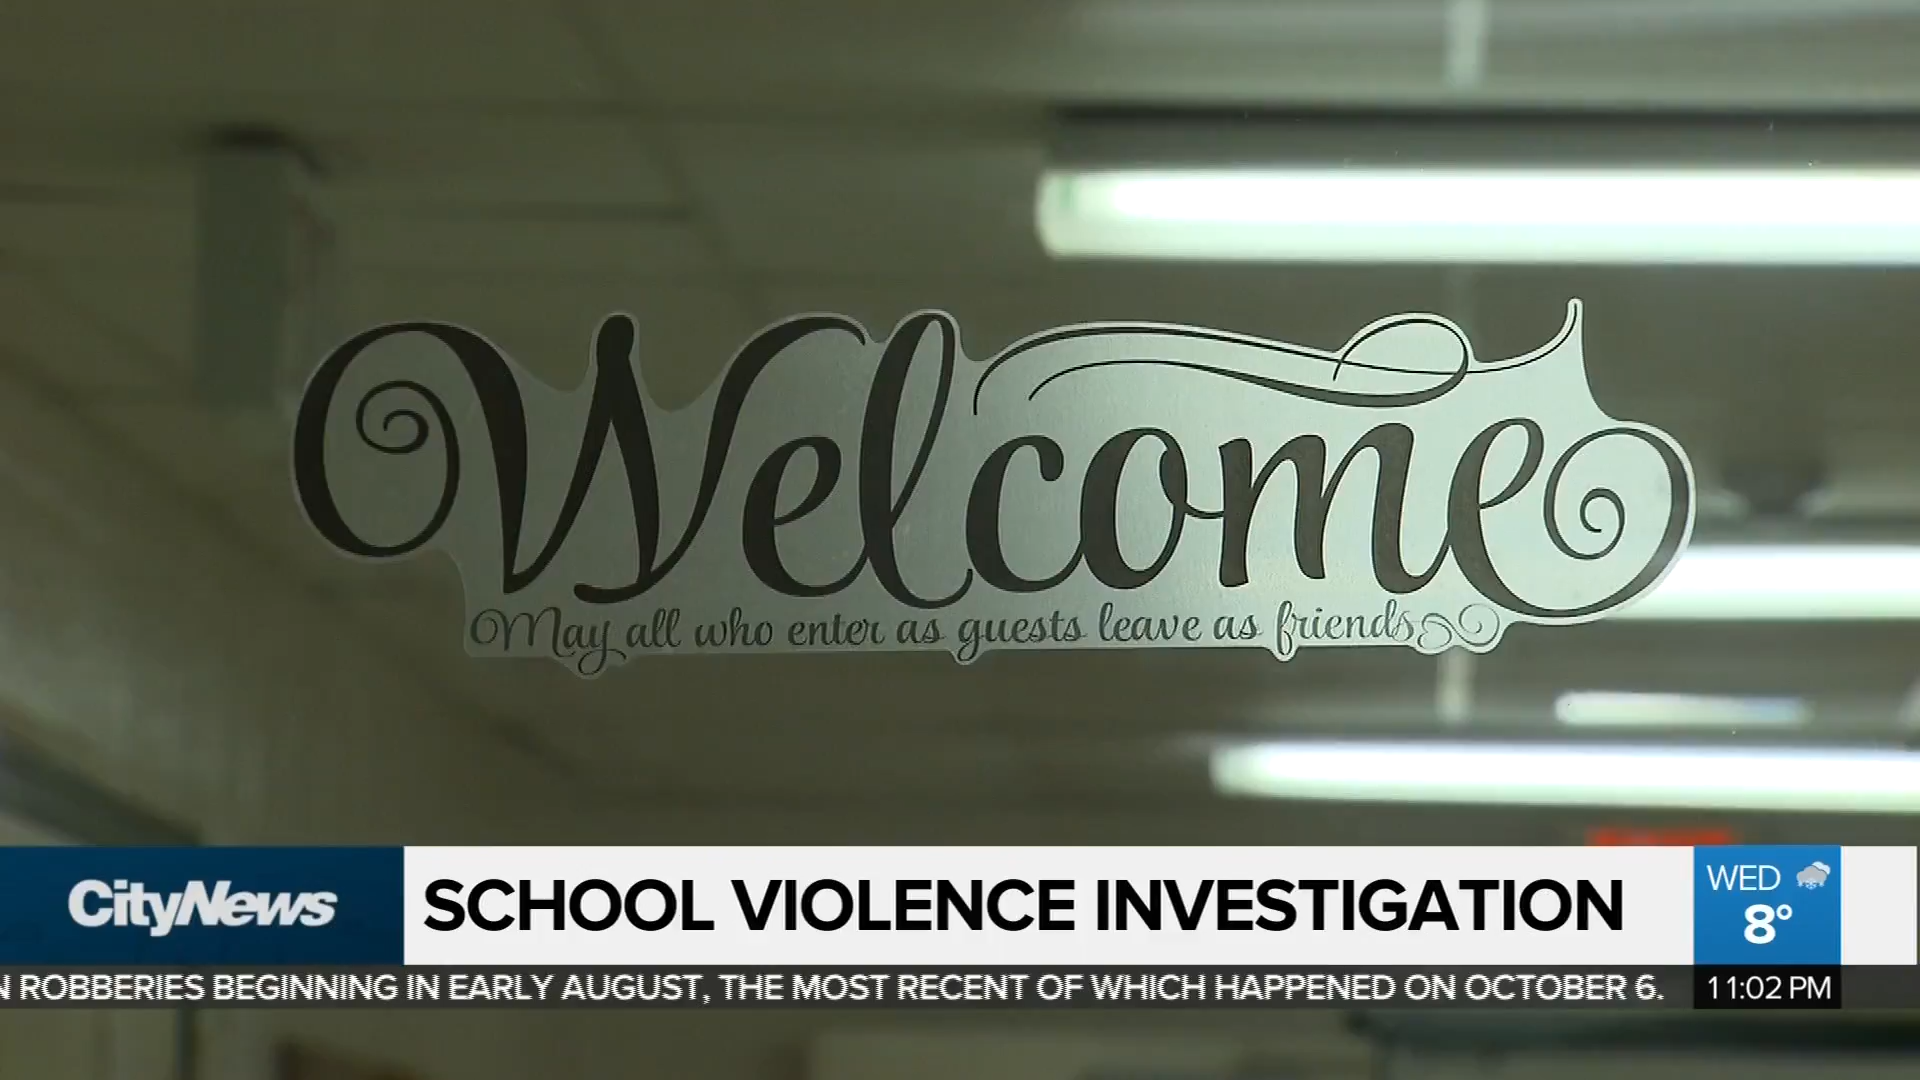 Welcome
May all who enter as guests leave as friends
CityNews
SCHOOL VIOLENCE INVESTIGATION
WED
8°
N ROBBERIES BEGINNING IN EARLY AUGUST, THE MOST RECENT OF WHICH HAPPENED ON OCTOBER 6.
11:02 PM